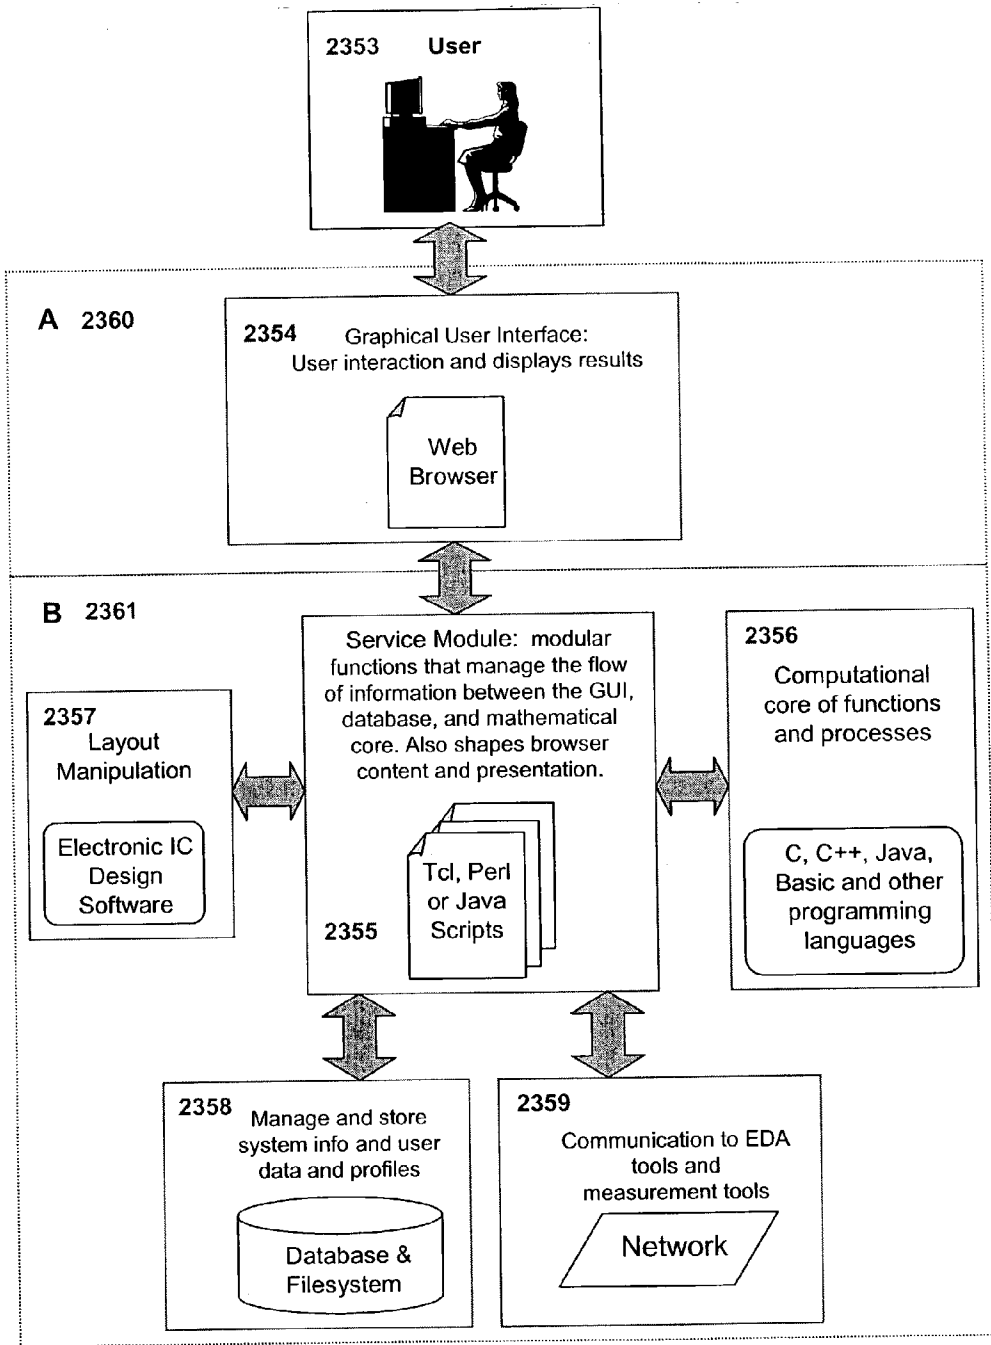 2353 User
A 2360
2354 Graphical User Interface:
User interaction and displays results
Web
Browser
B 2361
Service Module: modular
functions that manage the flow
of information between the GUI,
database, and mathematical
core. Also shapes browser
content and presentation.
2355
Tcl, Perl
or Java
Scripts
2356
Computational
core of functions
and processes
C, C++, Java,
Basic and other
programming
languages
2357
Layout
Manipulation
Electronic IC
Design
Software
2358 Manage and store
system info and user
data and profiles
Database &
Filesystem
2359
Communication to EDA
tools and
measurement tools
Network